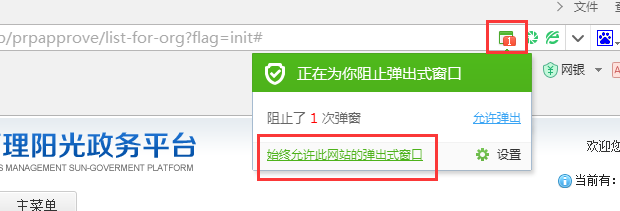 文件
o/prpapprove/list-for-org?flag=init#
1
正在为你阻止弹出式窗口
网银
阻止了 1 次弹窗
允许弹出
理阳光政务平台
始终允许此网站的弹出式窗口
设置
欢迎您
S MANAGEMENT SUN-GOVERMENT PLATFORM
当前有：
主菜单